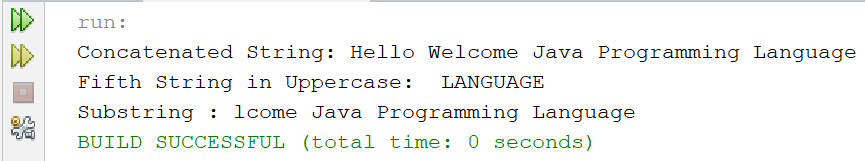 run:
Concatenated String: Hello Welcome Java Programming Language
Fifth String in Uppercase:  LANGUAGE
Substring : lcome Java Programming Language
BUILD SUCCESSFUL (total time: 0 seconds)